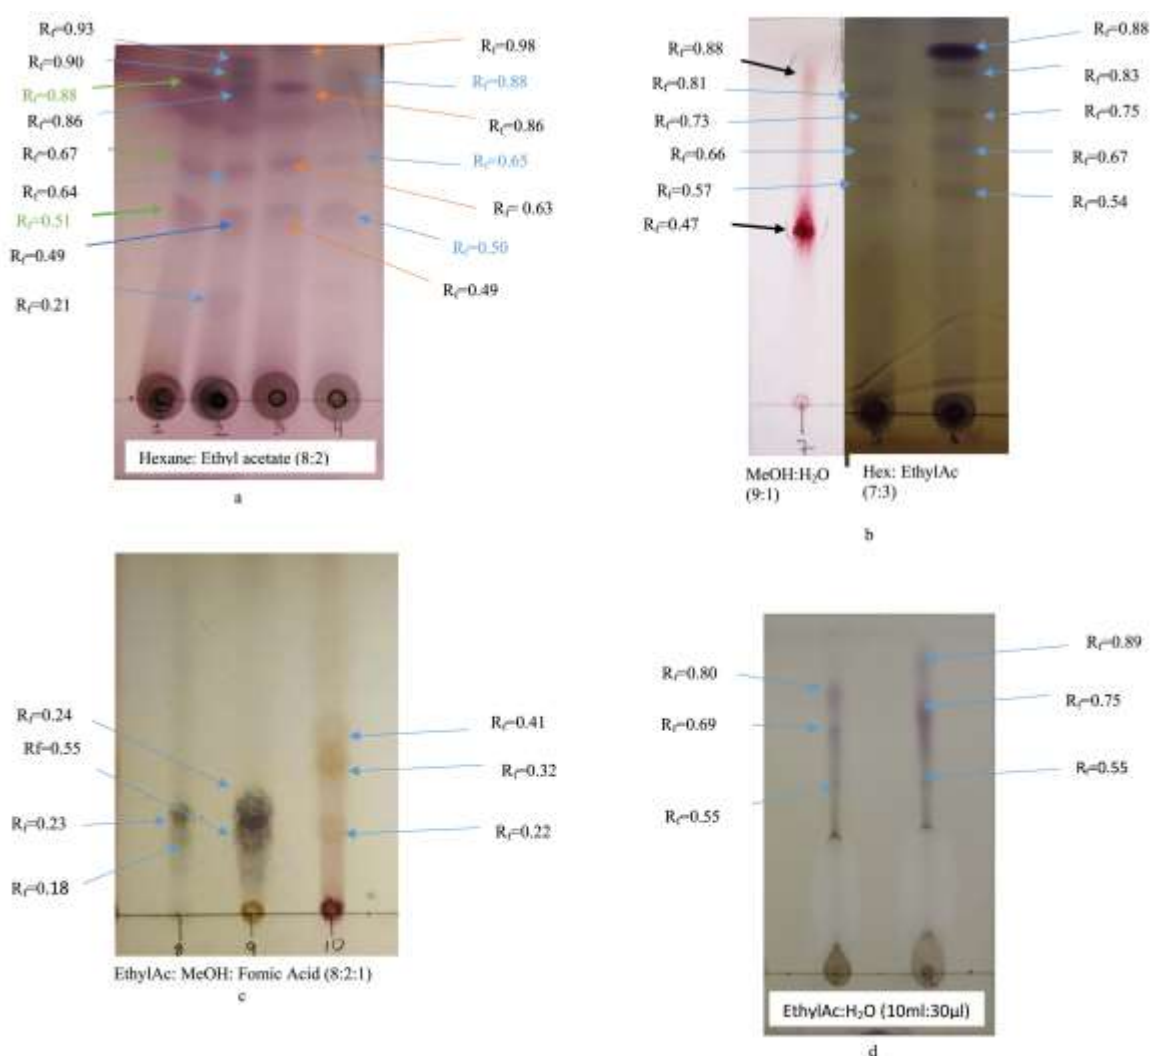 Rf=0.93
Rf=0.90
Rf=0.88
Rf=0.86
Rf=0.67
Rf=0.64
Rf=0.51
Rf=0.49
Rf=0.21
Rf=0.98
Rf=0.88
Rf=0.86
Rf=0.65
Rf= 0.63
Rf=0.50
Rf=0.49
1 2 3 4
Hexane: Ethyl acetate (8:2)
a
Rf=0.88
Rf=0.81
Rf=0.73
Rf=0.66
Rf=0.57
Rf=0.47
Rf=0.88
Rf=0.83
Rf=0.75
Rf=0.67
Rf=0.54
7
MeOH:H₂O
(9:1)
Hex: EthylAc
(7:3)
b
Rf=0.24
Rf=0.55
Rf=0.23
Rf=0.18
Rf=0.41
Rf=0.32
Rf=0.22
8 9 10
EthylAc: MeOH: Fomic Acid (8:2:1)
c
Rf=0.80
Rf=0.69
Rf=0.55
Rf=0.89
Rf=0.75
Rf=0.55
EthylAc:H₂O (10ml:30µl)
d